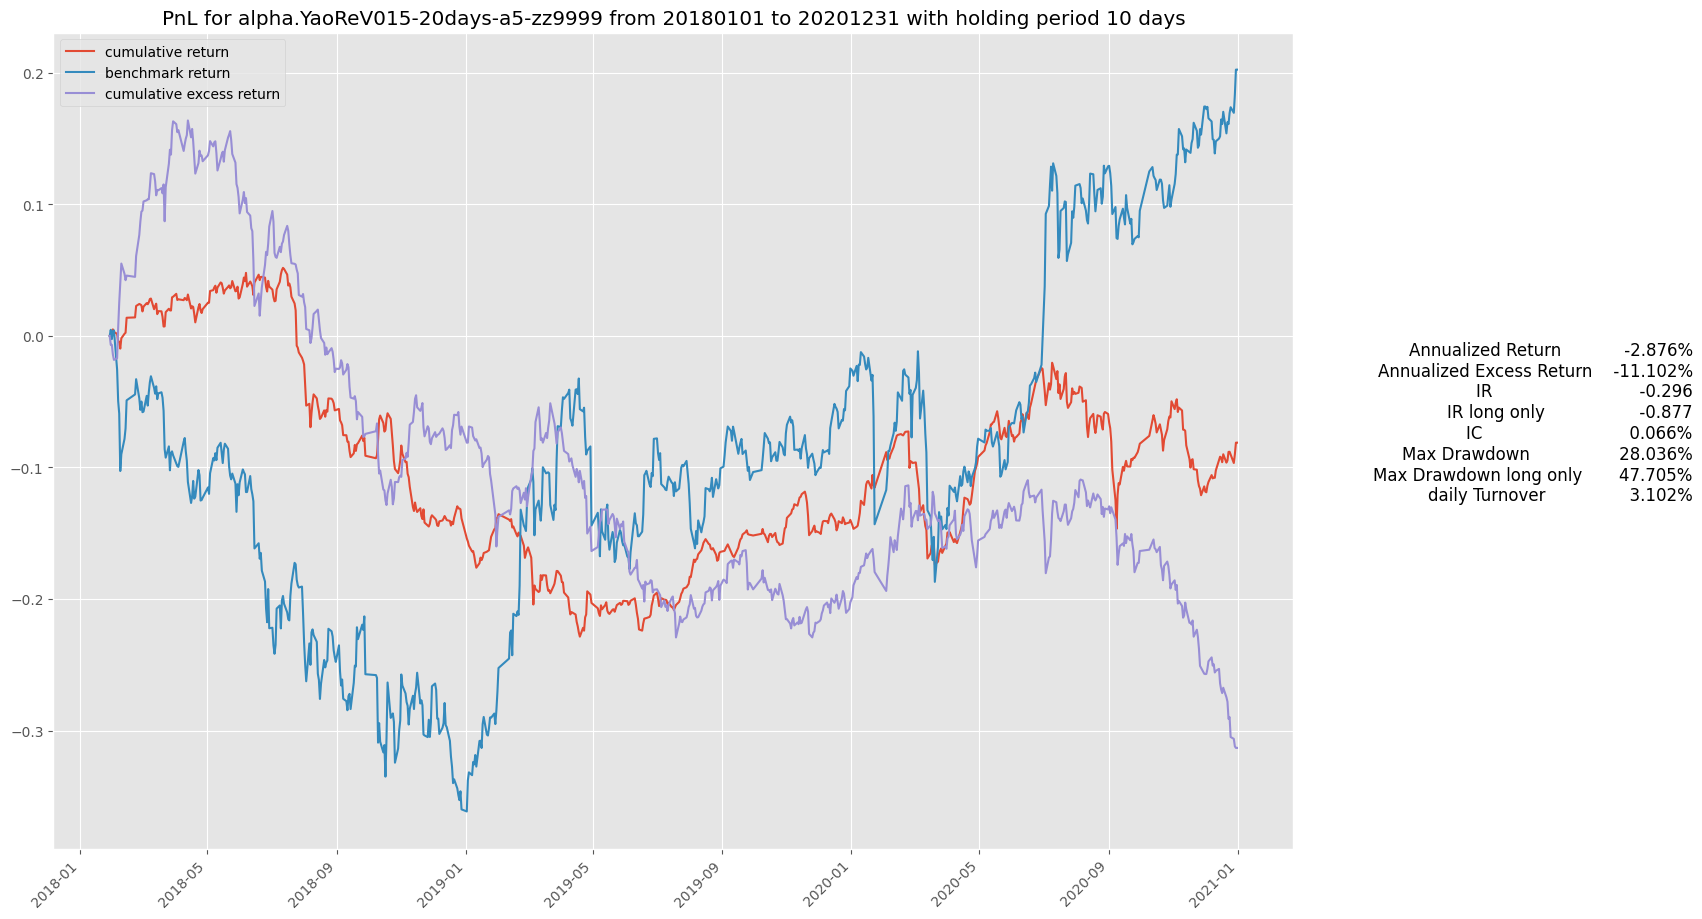 PnL for alpha.YaoReV015-20days-a5-zz9999 from 20180101 to 20201231 with holding period 10 days
cumulative return
benchmark return
cumulative excess return
0.2
0.1
0.0
−0.1
−0.2
−0.3
2018-01
2018-05
2018-09
2019-01
2019-05
2019-09
2020-01
2020-05
2020-09
2021-01
Annualized Return -2.876%
Annualized Excess Return -11.102%
IR -0.296
IR long only -0.877
IC 0.066%
Max Drawdown 28.036%
Max Drawdown long only 47.705%
daily Turnover 3.102%